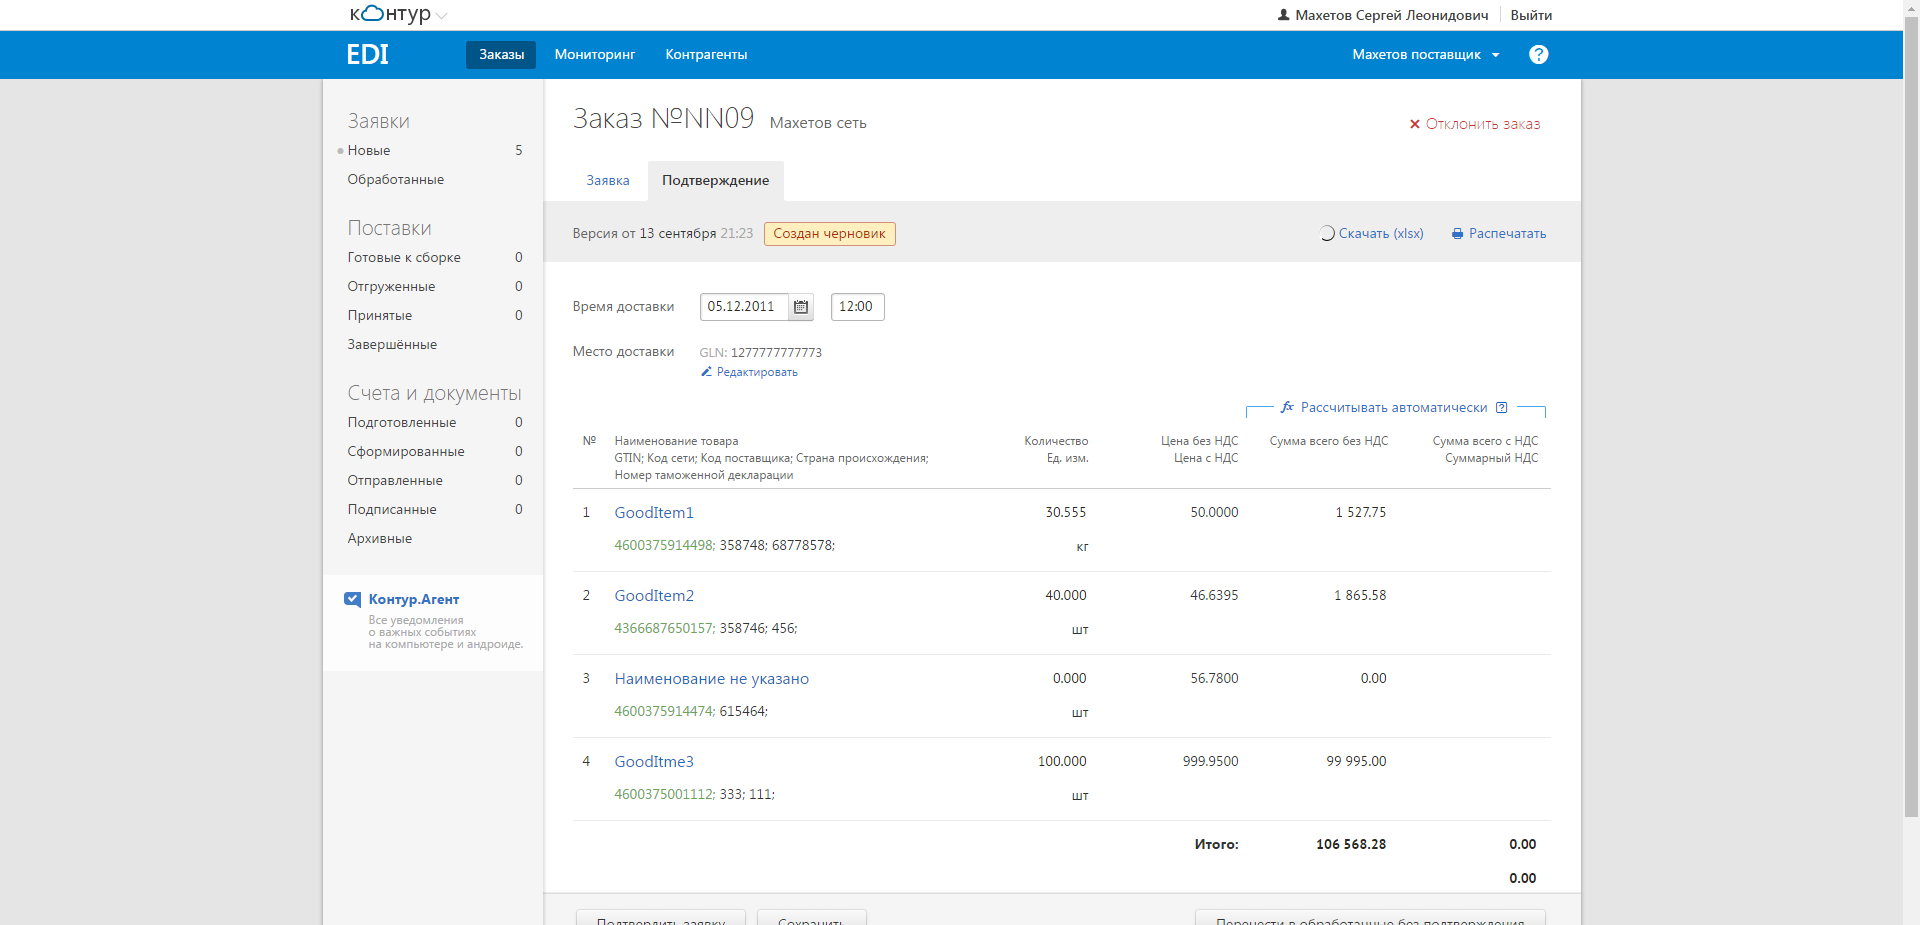 контур
Махетов Сергей Леонидович
Выйти
EDI
Заказы
Мониторинг
Контрагенты
Махетов поставщик
?
Заявки
Новые 5
Обработанные
Поставки
Готовые к сборке 0
Отгруженные 0
Принятые 0
Завершённые
Счета и документы
Подготовленные 0
Сформированные 0
Отправленные 0
Подписанные 0
Архивные
Контур.Агент
Все уведомления
о важных событиях
на компьютере и андроиде.
Заказ №NN09 Махетов сеть
× Отклонить заказ
Заявка
Подтверждение
Версия от 13 сентября 21:23 Создан черновик
Скачать (xlsx)
Распечатать
Время доставки 05.12.2011 12:00
Место доставки GLN: 1277777777773
Редактировать
fx Рассчитывать автоматически ?
№ Наименование товара Количество Цена без НДС Сумма всего без НДС Сумма всего с НДС
GTIN; Код сети; Код поставщика; Страна происхождения; Ед. изм. Цена с НДС Суммарный НДС
Номер таможенной декларации
1 GoodItem1 30.555 50.0000 1 527.75
4600375914498; 358748; 68778578; кг
2 GoodItem2 40.000 46.6395 1 865.58
4366687650157; 358746; 456; шт
3 Наименование не указано 0.000 56.7800 0.00
4600375914474; 615464; шт
4 GoodItme3 100.000 999.9500 99 995.00
4600375001112; 333; 111; шт
Итого: 106 568.28 0.00
0.00
Подтвердить заявку
Сохранить
Перенести в обработанные без подтверждения